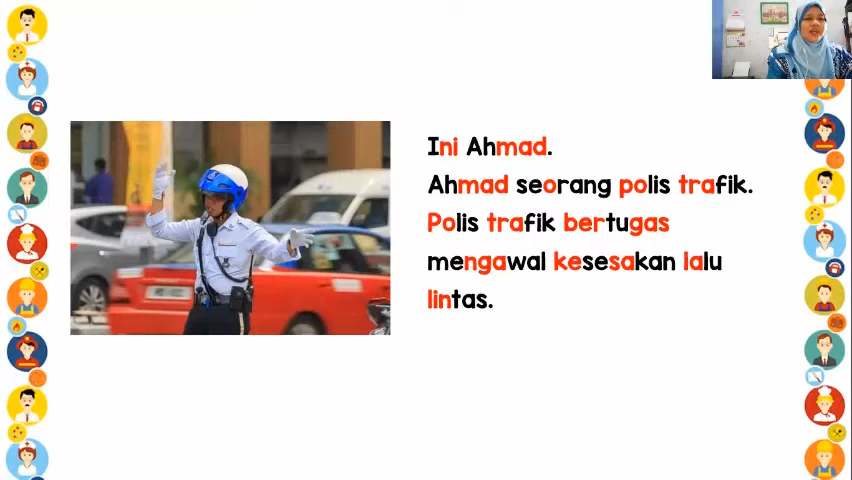 Ini Ahmad.
Ahmad seorang polis trafik.
Polis trafik bertugas
mengawal kesesakan lalu
lintas.